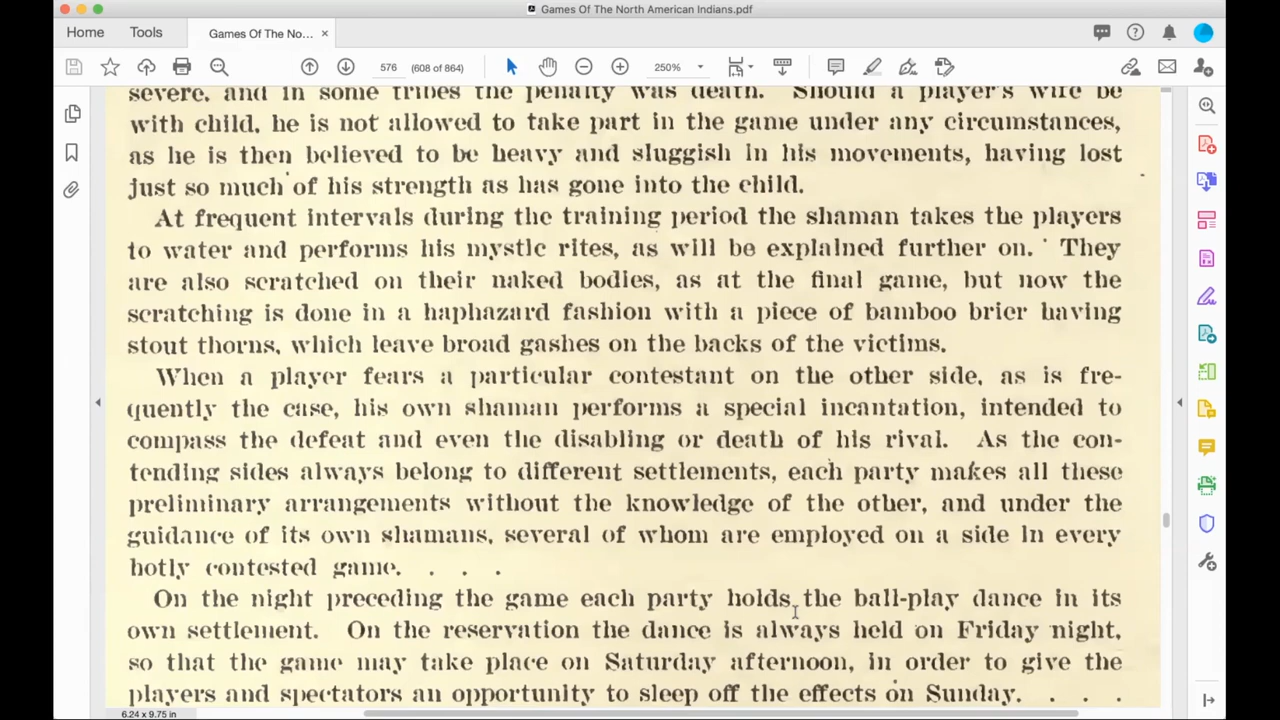 Games Of The North American Indians.pdf
Home
Tools
Games Of The No... ×
576 (608 of 864)
250%
severe, and in some tribes the penalty was death. Should a player's wife be
with child, he is not allowed to take part in the game under any circumstances,
as he is then believed to be heavy and sluggish in his movements, having lost
just so much of his strength as has gone into the child.
At frequent intervals during the training period the shaman takes the players
to water and performs his mystic rites, as will be explained further on. They
are also scratched on their naked bodies, as at the final game, but now the
scratching is done in a haphazard fashion with a piece of bamboo brier having
stout thorns, which leave broad gashes on the backs of the victims.
When a player fears a particular contestant on the other side, as is fre-
quently the case, his own shaman performs a special incantation, intended to
compass the defeat and even the disabling or death of his rival. As the con-
tending sides always belong to different settlements, each party makes all these
preliminary arrangements without the knowledge of the other, and under the
guidance of its own shamans, several of whom are employed on a side in every
hotly contested game. . . .
On the night preceding the game each party holds the ball-play dance in its
own settlement. On the reservation the dance is always held on Friday night,
so that the game may take place on Saturday afternoon, in order to give the
players and spectators an opportunity to sleep off the effects on Sunday. . . .
6.24 x 9.75 in